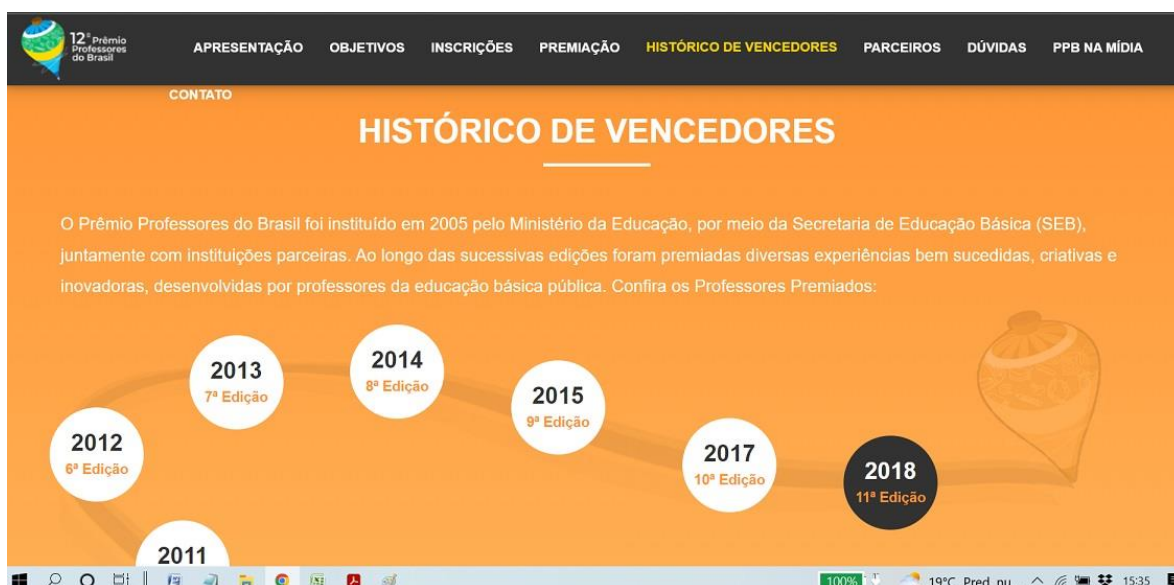 12ª Prêmio
Professores
do Brasil
APRESENTAÇÃO OBJETIVOS INSCRIÇÕES PREMIAÇÃO HISTÓRICO DE VENCEDORES PARCEIROS DÚVIDAS PPB NA MÍDIA
CONTATO
HISTÓRICO DE VENCEDORES
O Prêmio Professores do Brasil foi instituído em 2005 pelo Ministério da Educação, por meio da Secretaria de Educação Básica (SEB),
juntamente com instituições parceiras. Ao longo das sucessivas edições foram premiadas diversas experiências bem sucedidas, criativas e
inovadoras, desenvolvidas por professores da educação básica pública. Confira os Professores Premiados:
2014
8ª Edição
2013
7ª Edição
2015
9ª Edição
2012
6ª Edição
2017
10ª Edição
2018
11ª Edição
2011
100% 19°C Pred. nu 15:35